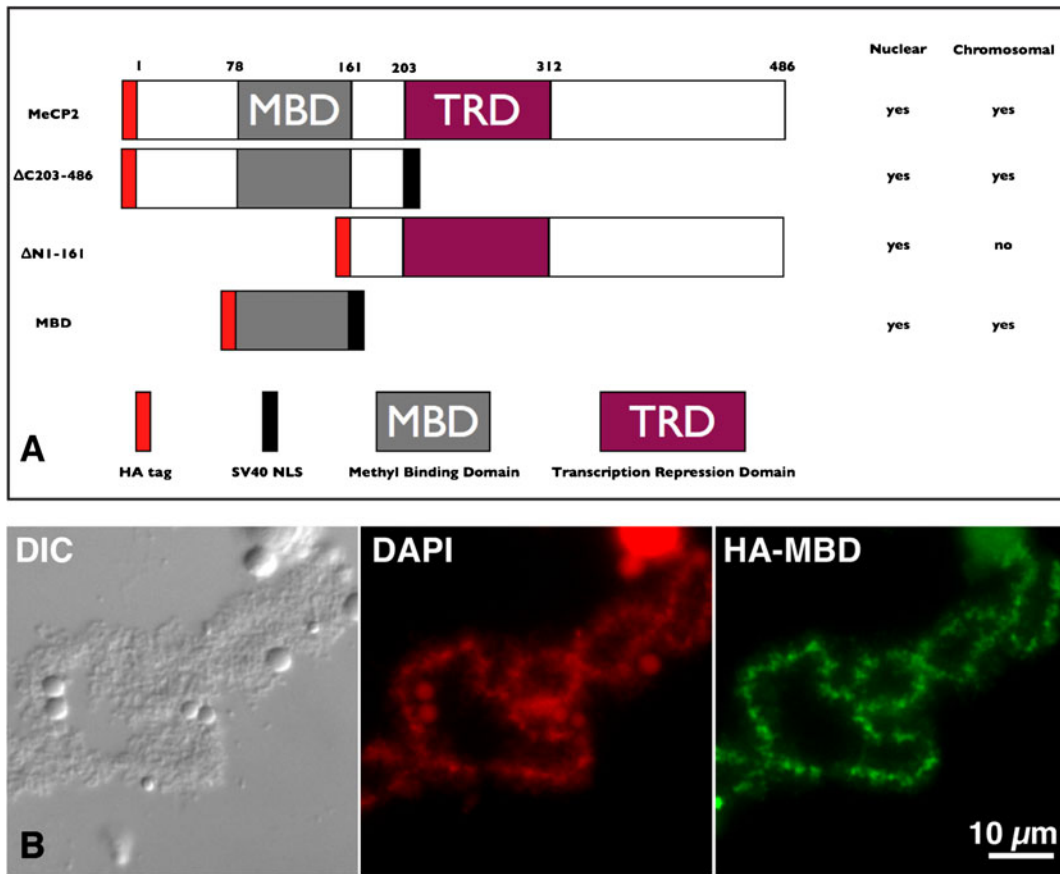 Nuclear Chromosomal
1 78 161 203 312 486
MeCP2 MBD TRD yes yes
ΔC203-486 yes yes
ΔN1-161 yes no
MBD yes yes
MBD TRD
A
HA tag SV40 NLS Methyl Binding Domain Transcription Repression Domain
DIC DAPI HA-MBD
B 10 μm